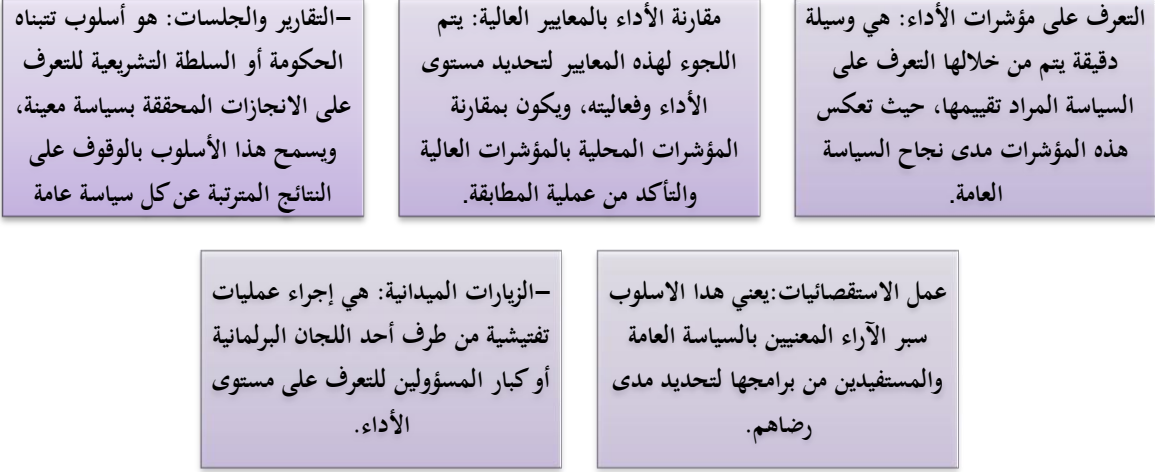 التعرف على مؤشرات الأداء: هي وسيلة
دقيقة يتم من خلالها التعرف على
السياسة المراد تقييمها، حيث تعكس
هذه المؤشرات مدى نجاح السياسة
العامة.
مقارنة الأداء بالمعايير العالية: يتم
اللجوء لهذه المعايير لتحديد مستوى
الأداء وفعاليته، ويكون بمقارنة
المؤشرات المحلية بالمؤشرات العالية
والتأكد من عملية المطابقة.
–التقارير والجلسات: هو أسلوب تتبناه
الحكومة أو السلطة التشريعية للتعرف
على الانجازات المحققة بسياسة معينة،
ويسمح هذا الأسلوب بالوقوف على
النتائج المترتبة عن كل سياسة عامة
عمل الاستقصائيات:يعني هدا الاسلوب
سبر الآراء المعنيين بالسياسة العامة
والمستفيدين من برامجها لتحديد مدى
رضاهم.
–الزيارات الميدانية: هي إجراء عمليات
تفتيشية من طرف أحد اللجان البرلمانية
أو كبار المسؤولين للتعرف على مستوى
الأداء.